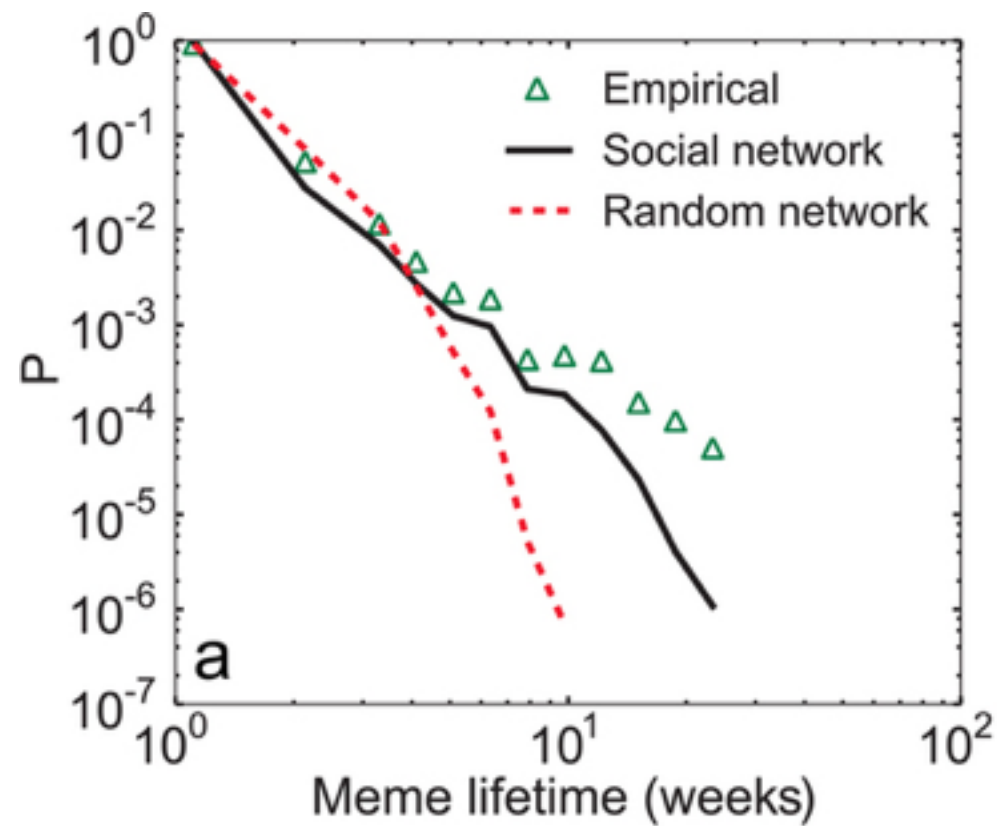 10^0
10^-1
10^-2
10^-3
10^-4
10^-5
10^-6
10^-7
P
Empirical
Social network
Random network
a
10^0 10^1 10^2
Meme lifetime (weeks)